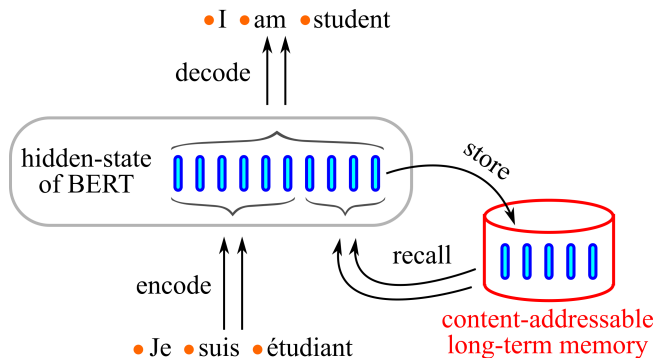 • I • am • student
decode
hidden-state
of BERT
store
recall
encode
content-addressable
long-term memory
• Je • suis • étudiant